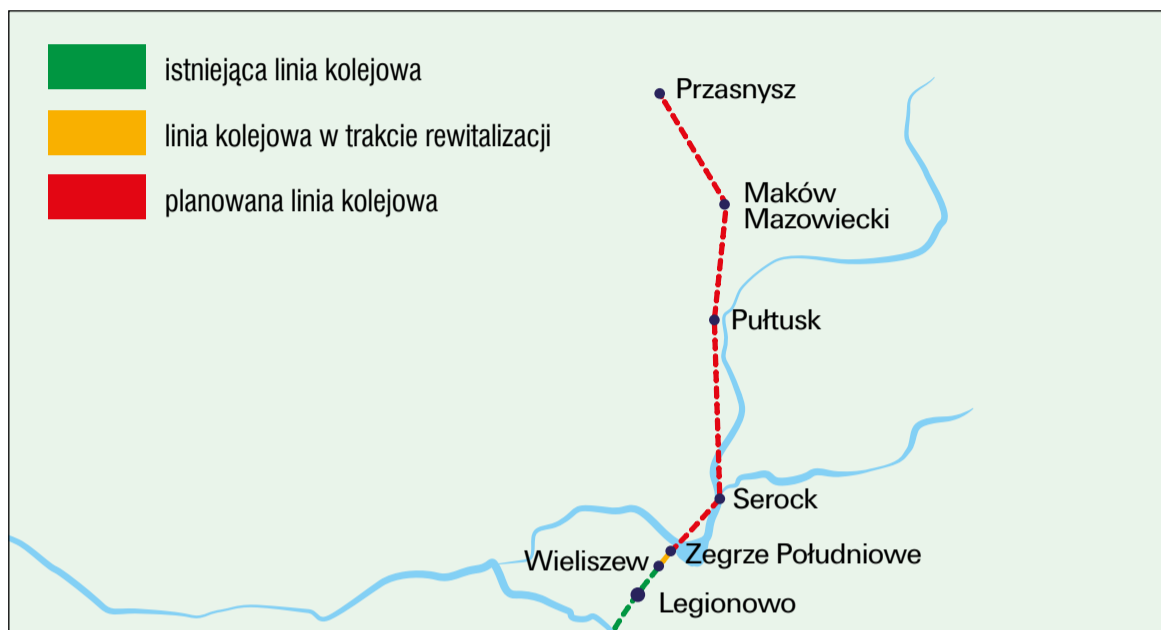 istniejąca linia kolejowa
linia kolejowa w trakcie rewitalizacji
planowana linia kolejowa
Przasnysz
Maków
Mazowiecki
Pułtusk
Serock
Zegrze Południowe
Wieliszew
Legionowo